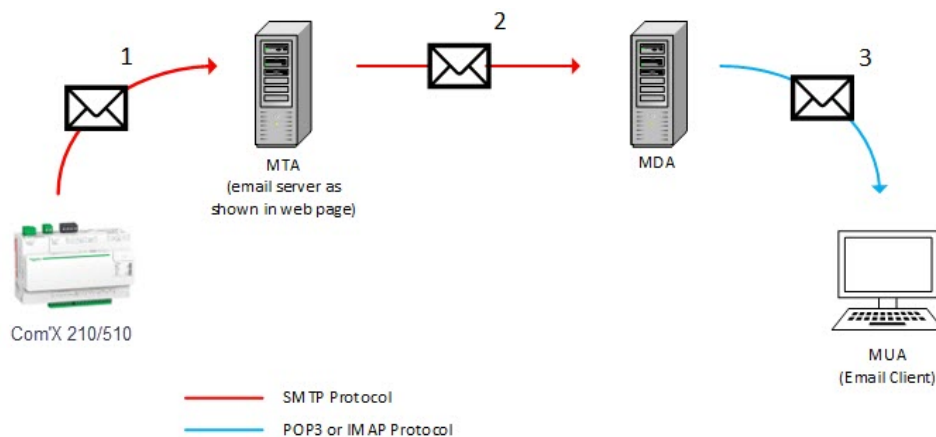 1
2
3
MTA
(email server as
shown in web page)
MDA
Com'X 210/510
MUA
(Email Client)
SMTP Protocol
POP3 or IMAP Protocol